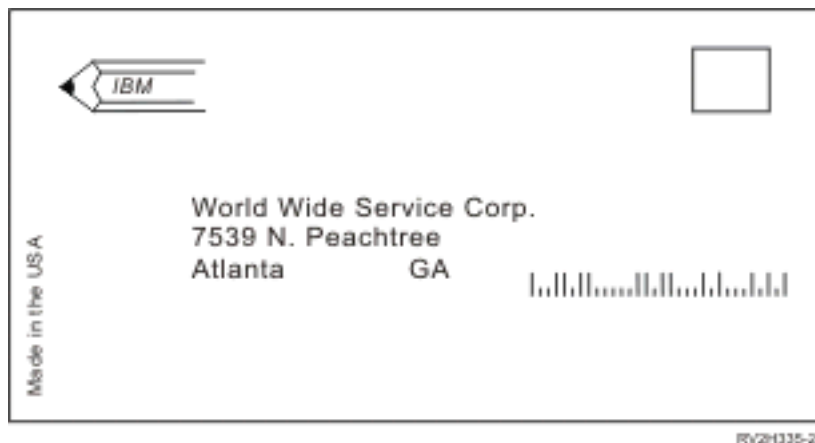 IBM
World Wide Service Corp.
7539 N. Peachtree
Atlanta GA
Made in the USA
RV2H335-2